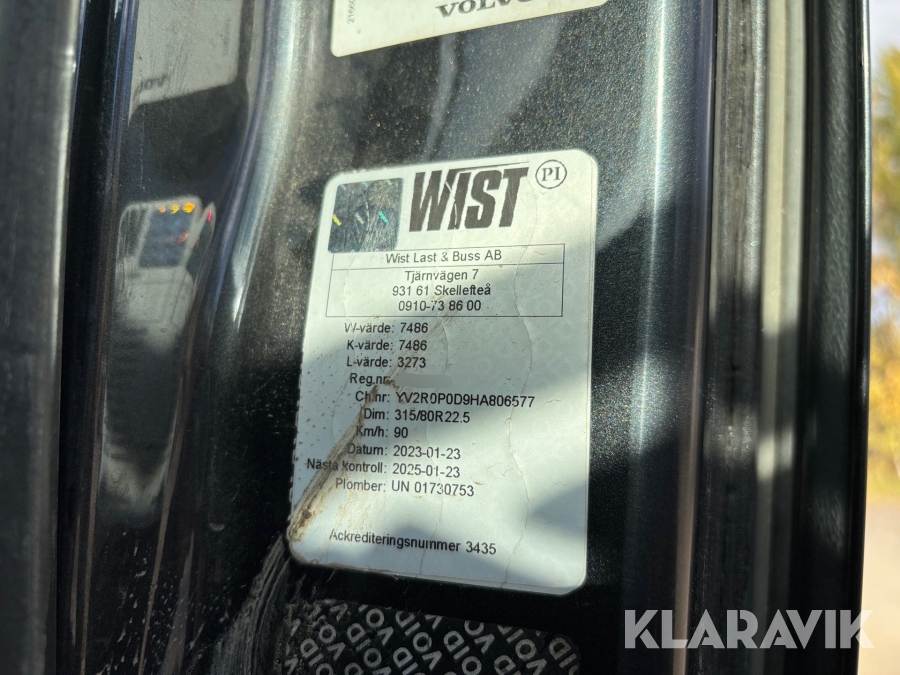 VOLVO
WIST PI
Wist Last & Buss AB
Tjärnvägen 7
931 61 Skellefteå
0910-73 86 00
W-värde: 7486
K-värde: 7486
L-värde: 3273
Reg.nr:
Ch.nr: YV2R0P0D9HA806577
Dim: 315/80R22.5
Km/h: 90
Datum: 2023-01-23
Nästa kontroll: 2025-01-23
Plomber: UN 01730753
Ackrediteringsnummer 3435
VOID VOID VOID VOID
KLARAVIK